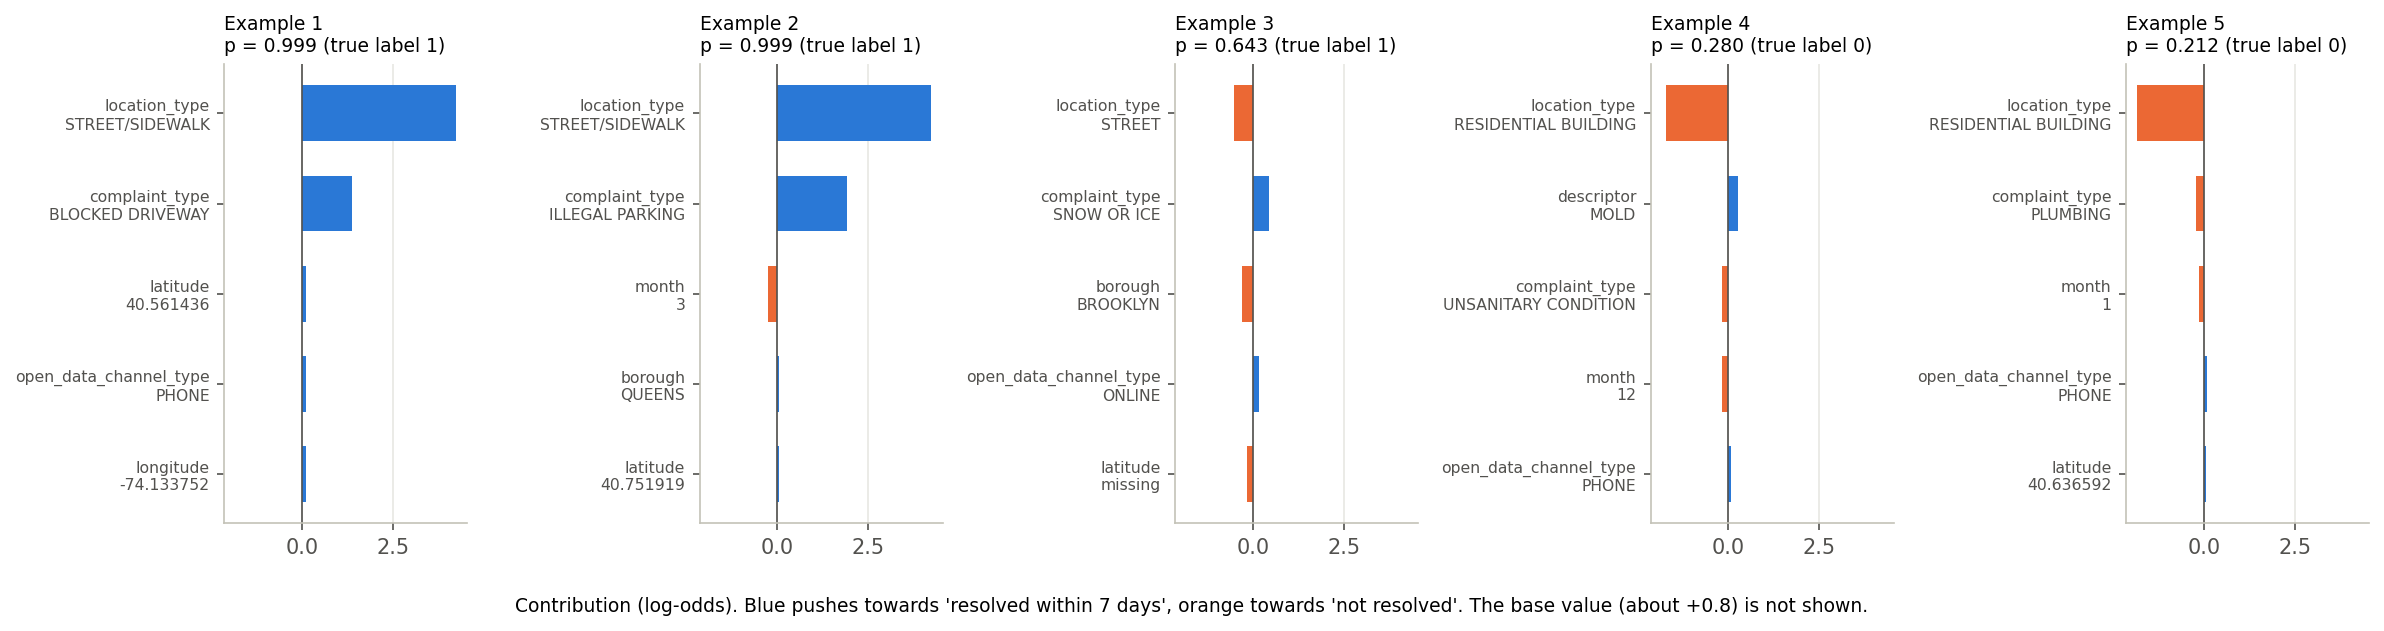 Example 1
p = 0.999 (true label 1)
location_type
STREET/SIDEWALK
complaint_type
BLOCKED DRIVEWAY
latitude
40.561436
open_data_channel_type
PHONE
longitude
-74.133752
0.0 2.5
Example 2
p = 0.999 (true label 1)
location_type
STREET/SIDEWALK
complaint_type
ILLEGAL PARKING
month
3
borough
QUEENS
latitude
40.751919
0.0 2.5
Example 3
p = 0.643 (true label 1)
location_type
STREET
complaint_type
SNOW OR ICE
borough
BROOKLYN
open_data_channel_type
ONLINE
latitude
missing
0.0 2.5
Example 4
p = 0.280 (true label 0)
location_type
RESIDENTIAL BUILDING
descriptor
MOLD
complaint_type
UNSANITARY CONDITION
month
12
open_data_channel_type
PHONE
0.0 2.5
Example 5
p = 0.212 (true label 0)
location_type
RESIDENTIAL BUILDING
complaint_type
PLUMBING
month
1
open_data_channel_type
PHONE
latitude
40.636592
0.0 2.5
Contribution (log-odds). Blue pushes towards 'resolved within 7 days', orange towards 'not resolved'. The base value (about +0.8) is not shown.